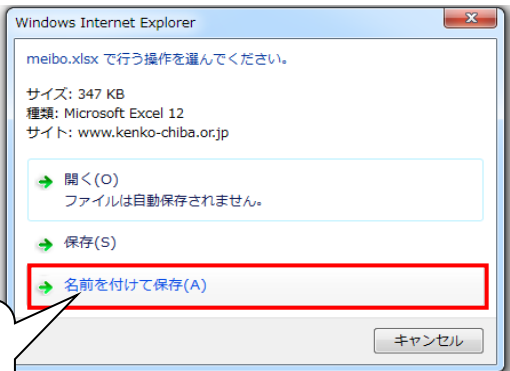 Windows Internet Explorer
meibo.xlsx で行う操作を選んでください。
サイズ: 347 KB
種類: Microsoft Excel 12
サイト: www.kenko-chiba.or.jp
開く(O)
ファイルは自動保存されません。
保存(S)
名前を付けて保存(A)
キャンセル